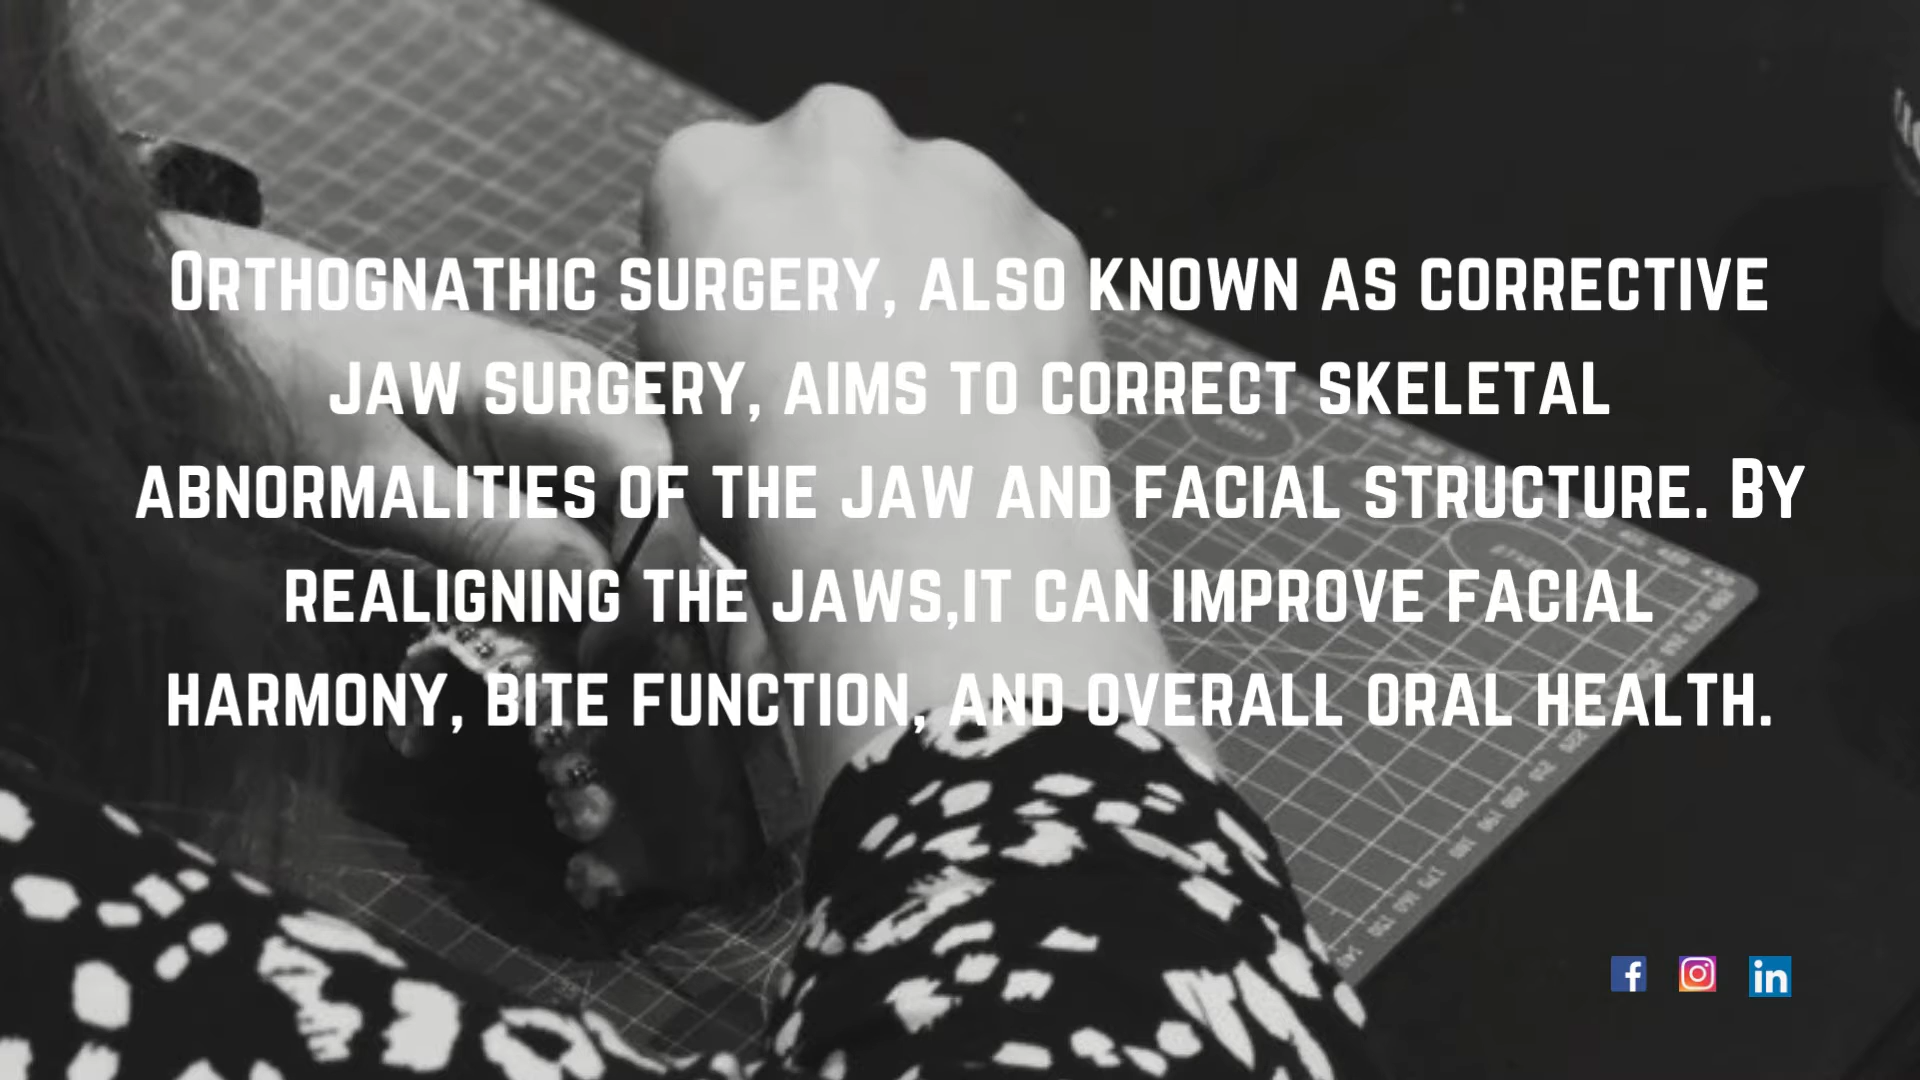 Orthognathic surgery, also known as corrective
jaw surgery, aims to correct skeletal
abnormalities of the jaw and facial structure. By
realigning the jaws,it can improve facial
harmony, bite function, and overall oral health.